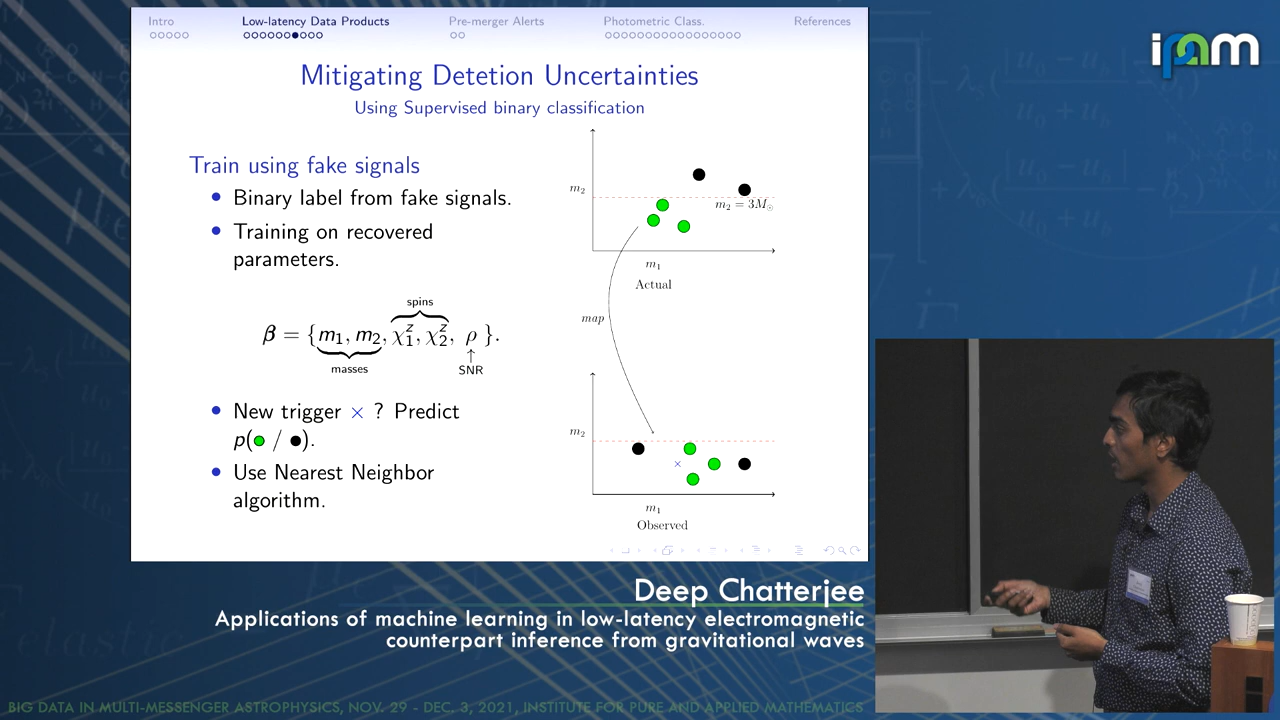 Intro
Low-latency Data Products
Pre-merger Alerts
Photometric Class.
References
ipam
Mitigating Detetion Uncertainties
Using Supervised binary classification
Train using fake signals
Binary label from fake signals.
Training on recovered
parameters.
spins
β = {m₁, m₂, χ₁ᶻ, χ₂ᶻ, ρ }.
masses
SNR
New trigger × ? Predict
p( / ).
Use Nearest Neighbor
algorithm.
m₂
m₂ = 3M☉
m₁
Actual
map
m₂
m₁
Observed
Deep Chatterjee
Applications of machine learning in low-latency electromagnetic
counterpart inference from gravitational waves
BIG DATA IN MULTI-MESSENGER ASTROPHYSICS, NOV. 29 - DEC. 3, 2021, INSTITUTE FOR PURE AND APPLIED MATHEMATICS